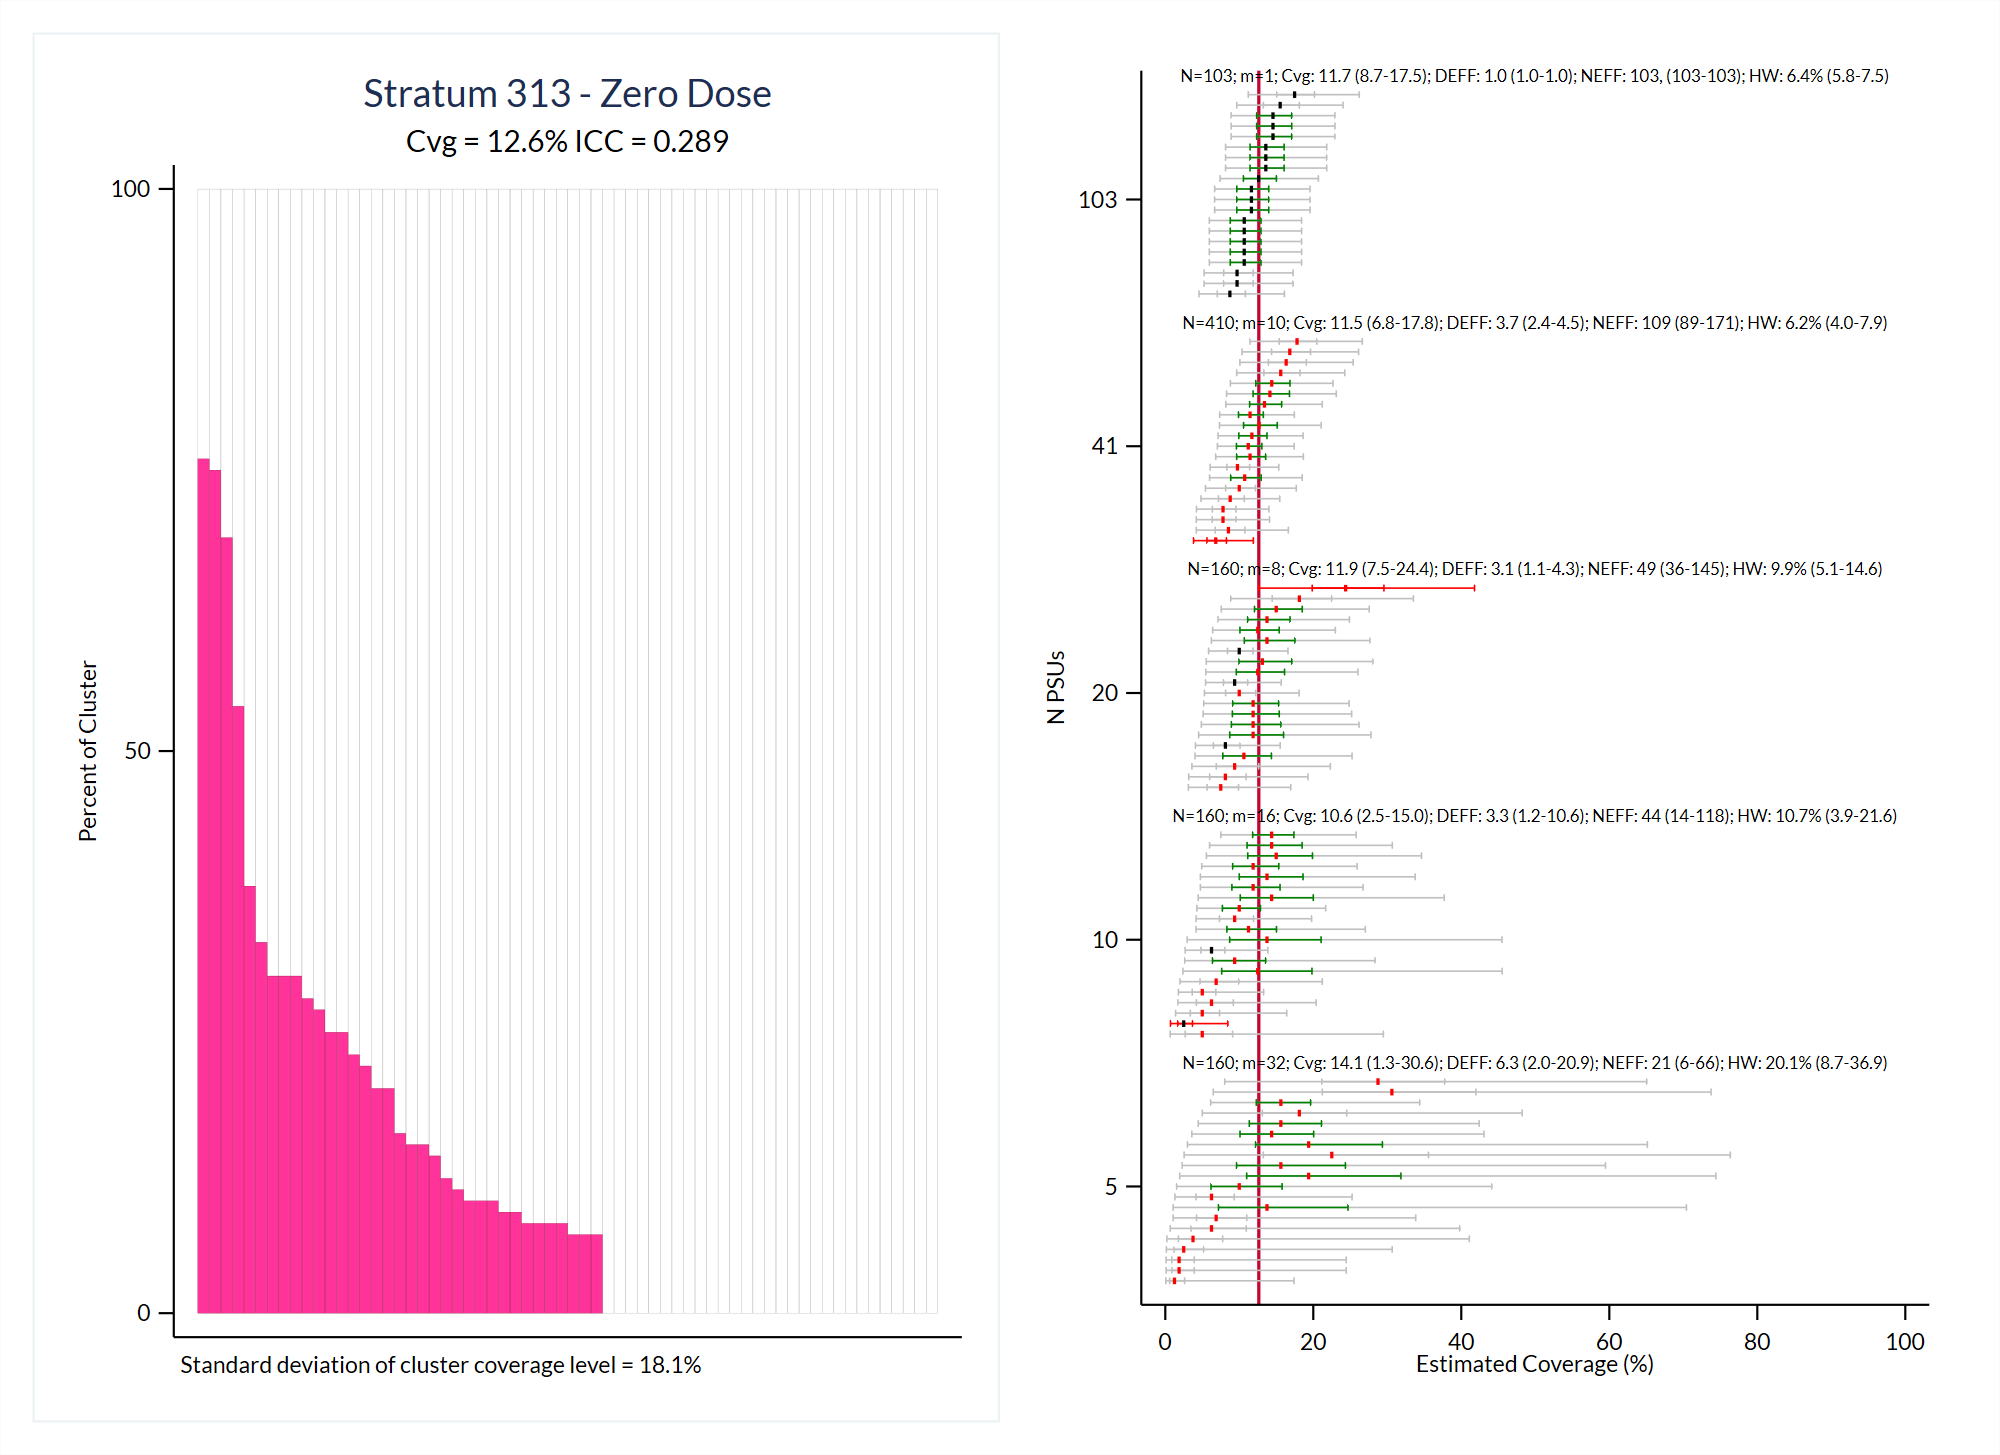 Stratum 313 - Zero Dose
Cvg = 12.6% ICC = 0.289
100
50
0
Percent of Cluster
Standard deviation of cluster coverage level = 18.1%
N=103; m=1; Cvg: 11.7 (8.7-17.5); DEFF: 1.0 (1.0-1.0); NEFF: 103, (103-103); HW: 6.4% (5.8-7.5)
103
N=410; m=10; Cvg: 11.5 (6.8-17.8); DEFF: 3.7 (2.4-4.5); NEFF: 109 (89-171); HW: 6.2% (4.0-7.9)
41
N=160; m=8; Cvg: 11.9 (7.5-24.4); DEFF: 3.1 (1.1-4.3); NEFF: 49 (36-145); HW: 9.9% (5.1-14.6)
N PSUs
20
N=160; m=16; Cvg: 10.6 (2.5-15.0); DEFF: 3.3 (1.2-10.6); NEFF: 44 (14-118); HW: 10.7% (3.9-21.6)
10
N=160; m=32; Cvg: 14.1 (1.3-30.6); DEFF: 6.3 (2.0-20.9); NEFF: 21 (6-66); HW: 20.1% (8.7-36.9)
5
0 20 40 60 80 100
Estimated Coverage (%)